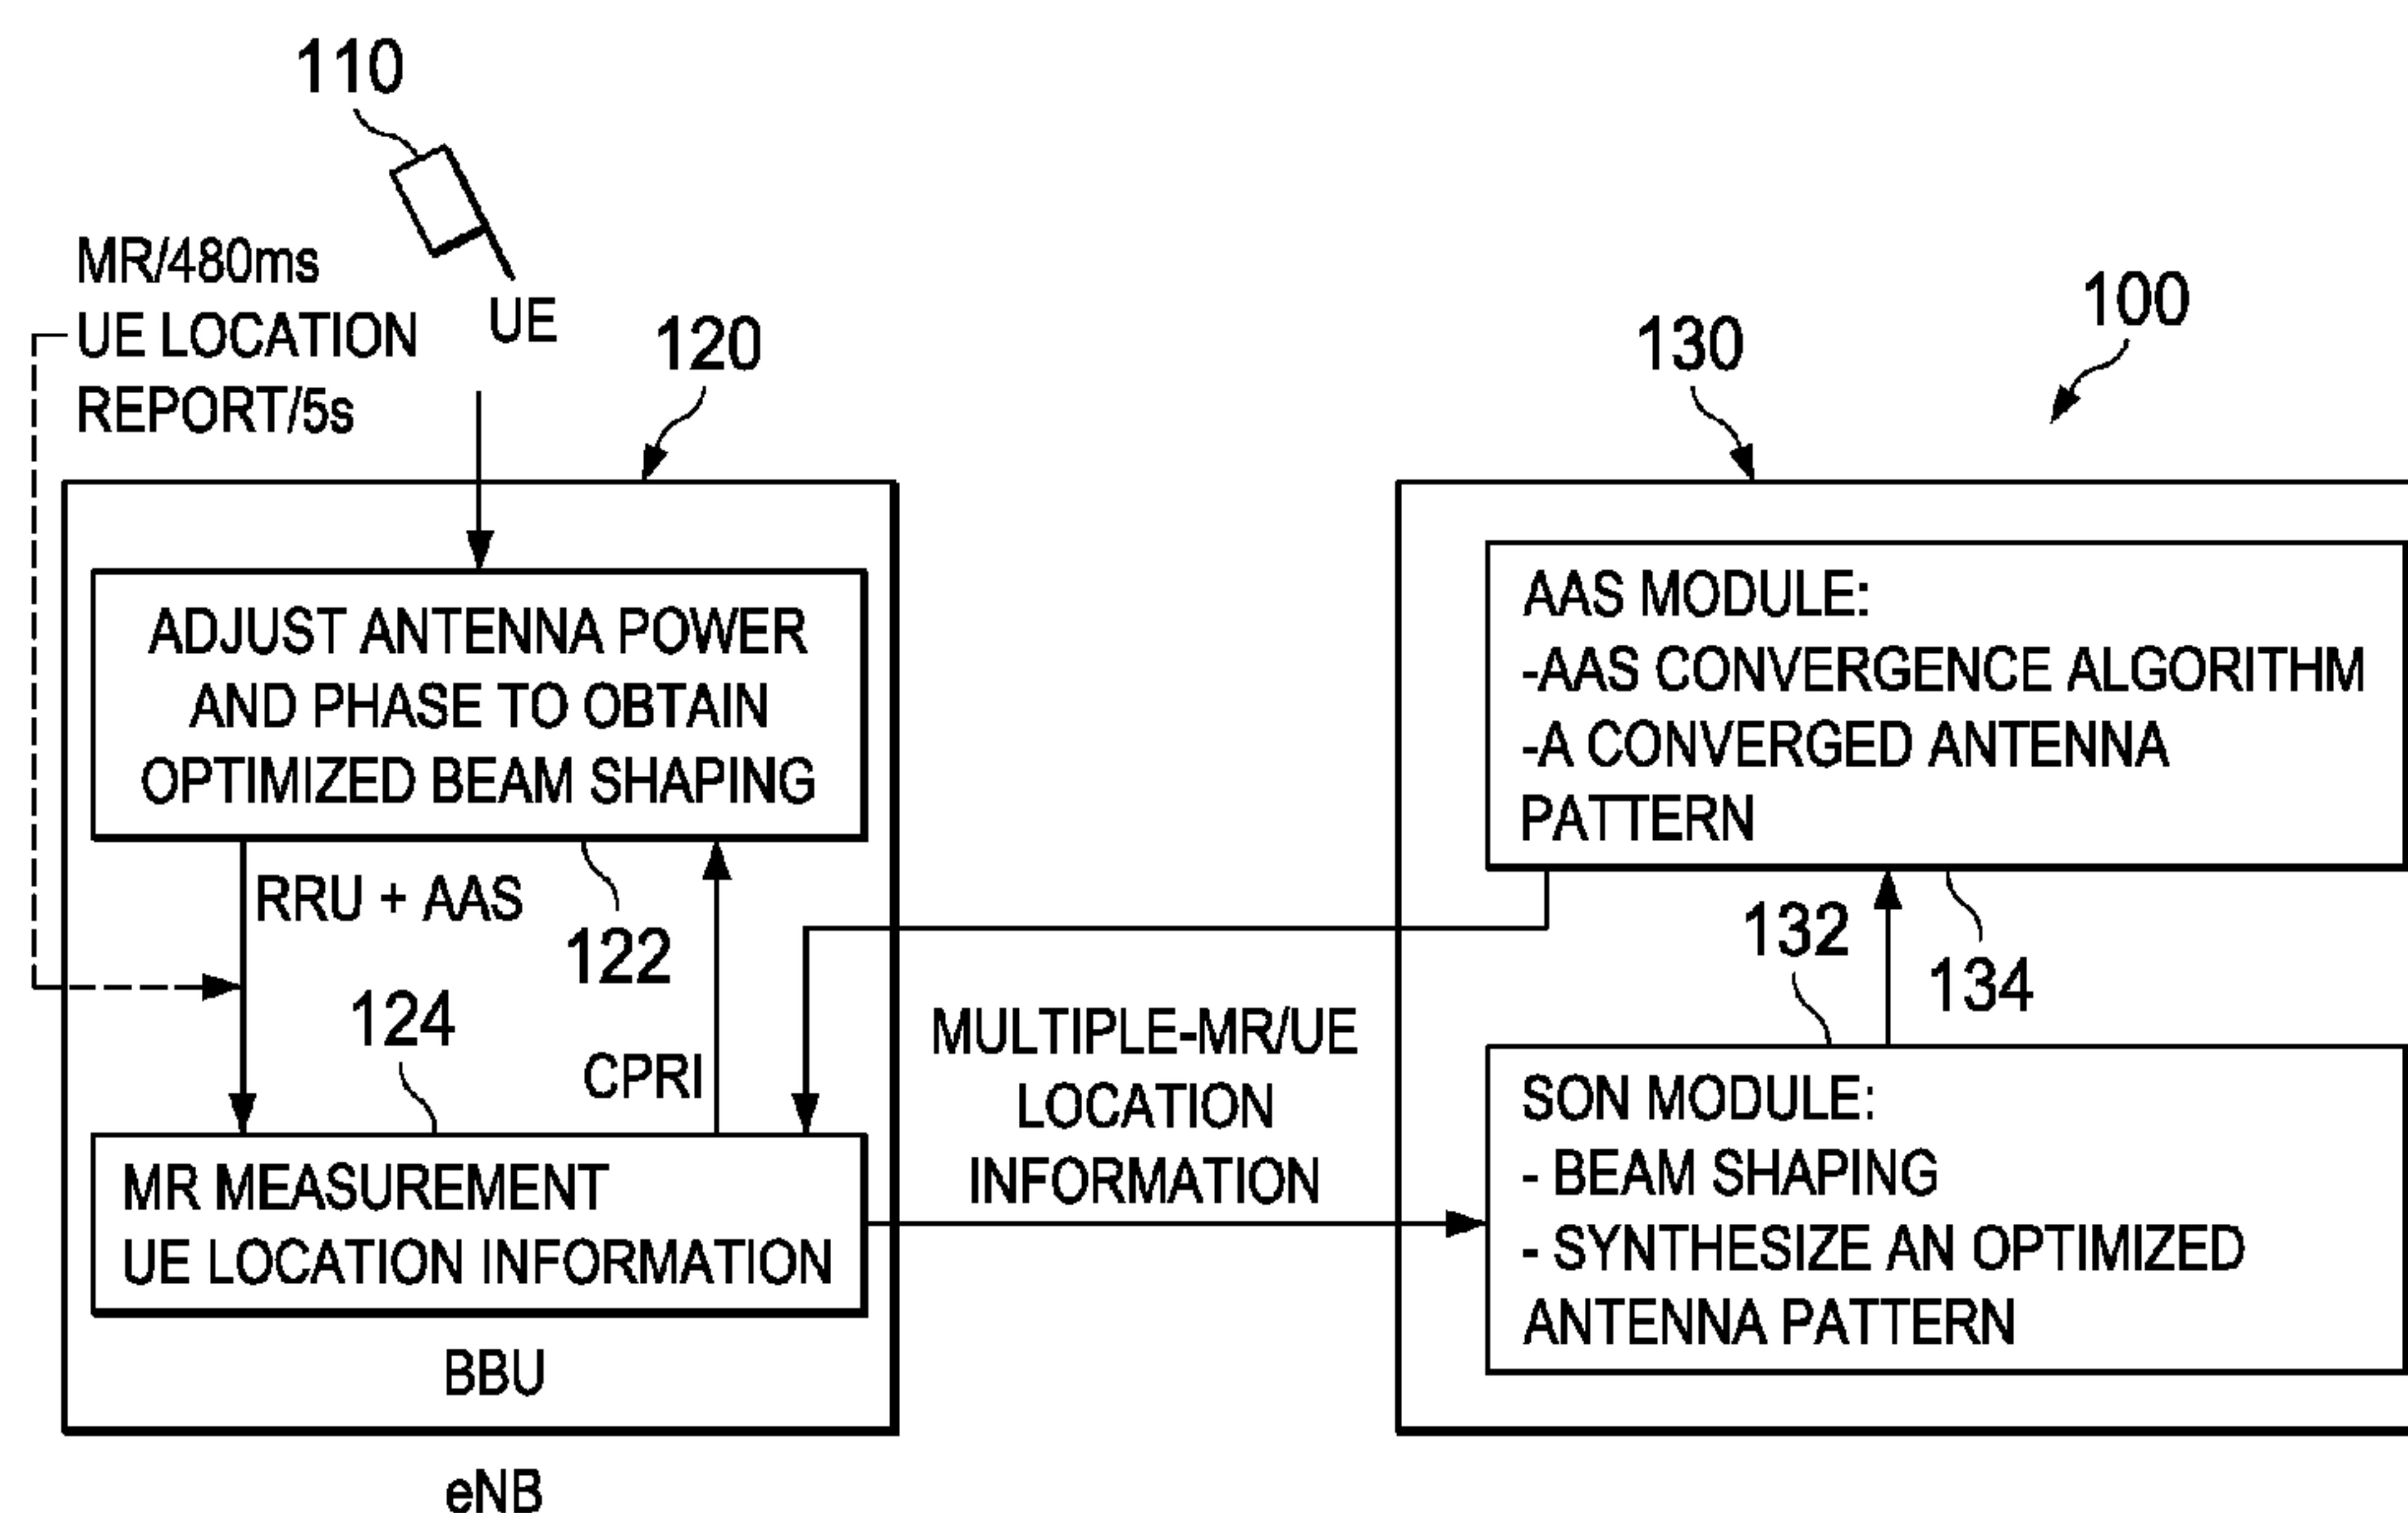 110
MR/480ms
UE LOCATION
REPORT/5s
UE
120
130
100
ADJUST ANTENNA POWER
AND PHASE TO OBTAIN
OPTIMIZED BEAM SHAPING
RRU + AAS
122
124
CPRI
MR MEASUREMENT
UE LOCATION INFORMATION
BBU
eNB
MULTIPLE-MR/UE
LOCATION
INFORMATION
AAS MODULE:
-AAS CONVERGENCE ALGORITHM
-A CONVERGED ANTENNA
PATTERN
132
134
SON MODULE:
- BEAM SHAPING
- SYNTHESIZE AN OPTIMIZED
ANTENNA PATTERN